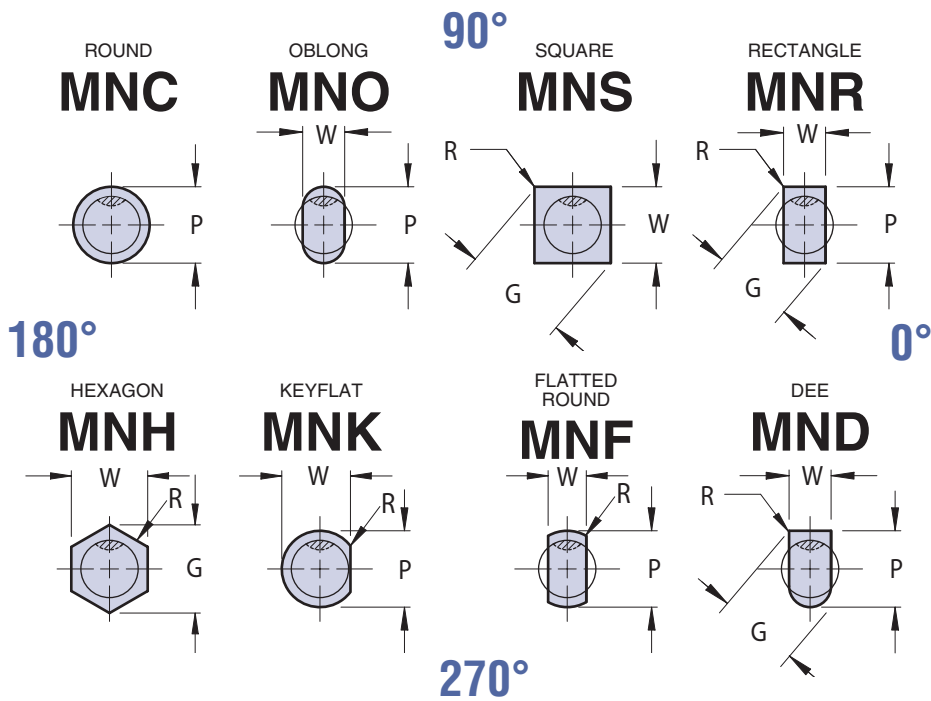 90°
ROUND
MNC
P
OBLONG
MNO
W
P
SQUARE
MNS
R
W
G
RECTANGLE
MNR
W
R
P
G
180°
0°
HEXAGON
MNH
W
R
G
KEYFLAT
MNK
W
R
P
FLATTED
ROUND
MNF
W
R
P
DEE
MND
W
R
P
G
270°